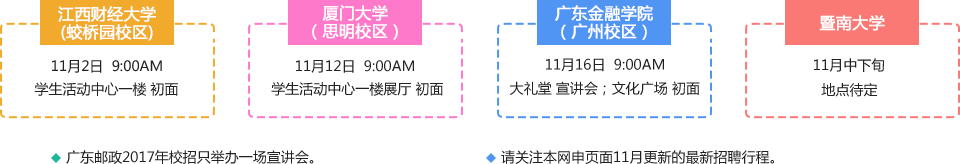 江西财经大学
(蛟桥园校区)
11月2日 9:00AM
学生活动中心一楼 初面
厦门大学
（思明校区）
11月12日 9:00AM
学生活动中心一楼展厅 初面
广东金融学院
（广州校区）
11月16日 9:00AM
大礼堂 宣讲会；文化广场 初面
暨南大学
11月中下旬
地点待定
广东邮政2017年校招只举办一场宣讲会。
请关注本网申页面11月更新的最新招聘行程。